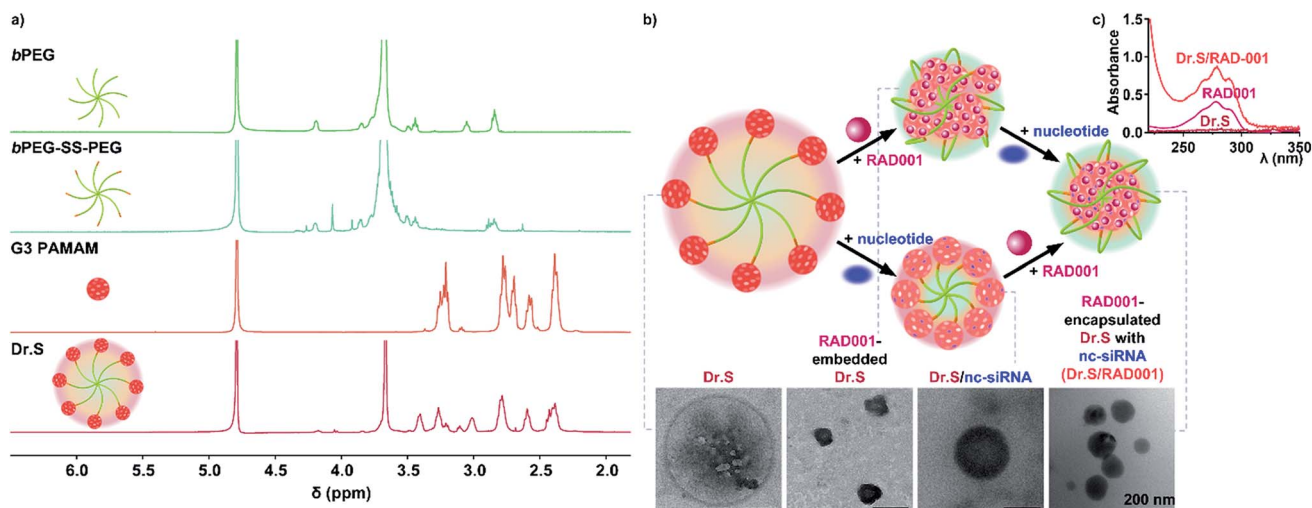 a)
bPEG
bPEG-SS-PEG
G3 PAMAM
Dr.S
6.0 5.5 5.0 4.5 4.0 3.5 3.0 2.5 2.0
δ (ppm)
b)
+ RAD001
+ nucleotide
+ nucleotide
+ RAD001
RAD001-
embedded
Dr.S
Dr.S
Dr.S/nc-siRNA
RAD001-
encapsulated
Dr.S with
nc-siRNA
(Dr.S/RAD001)
200 nm
c)
Absorbance
1.5
1.0
0.5
0.0
Dr.S/RAD-001
RAD001
Dr.S
250 300 350
λ (nm)